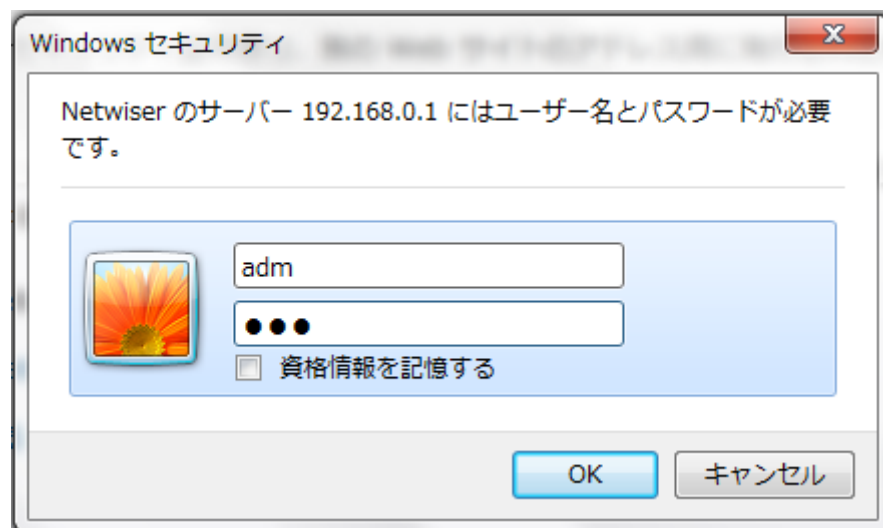 Windows セキュリティ
Netwiser のサーバー 192.168.0.1 にはユーザー名とパスワードが必要
です。
adm
●●●
資格情報を記憶する
OK
キャンセル